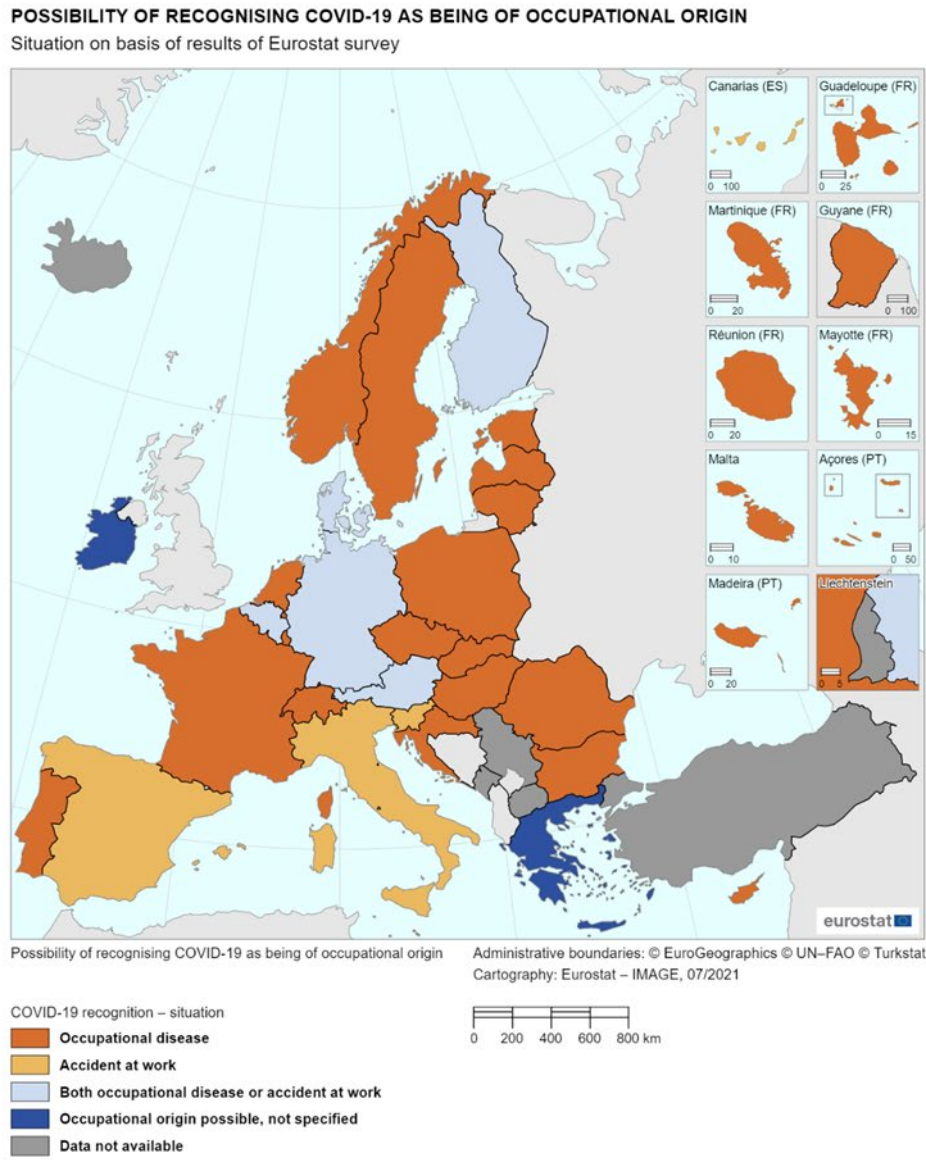 POSSIBILITY OF RECOGNISING COVID-19 AS BEING OF OCCUPATIONAL ORIGIN
Situation on basis of results of Eurostat survey
Canarias (ES)
0 100
Guadeloupe (FR)
0 25
Martinique (FR)
0 20
Guyane (FR)
0 100
Réunion (FR)
0 20
Mayotte (FR)
0 15
Malta
0 10
Açores (PT)
0 50
Madeira (PT)
0 20
Liechtenstein
0 5
eurostat
Possibility of recognising COVID-19 as being of occupational origin
Administrative boundaries: © EuroGeographics © UN–FAO © Turkstat
Cartography: Eurostat – IMAGE, 07/2021
COVID-19 recognition – situation
Occupational disease
Accident at work
Both occupational disease or accident at work
Occupational origin possible, not specified
Data not available
0 200 400 600 800 km